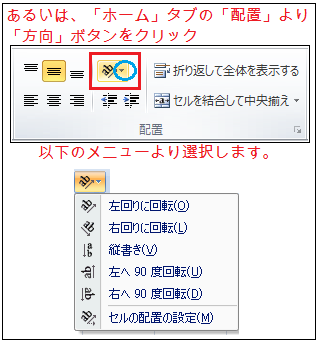 あるいは、「ホーム」タブの「配置」より
「方向」ボタンをクリック
折り返して全体を表示する
セルを結合して中央揃え
配置
以下のメニューより選択します。
左回りに回転(O)
右回りに回転(L)
縦書き(V)
左へ 90 度回転(U)
右へ 90 度回転(D)
セルの配置の設定(M)